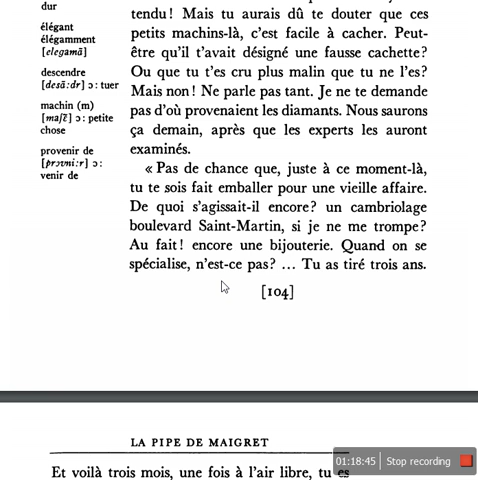 dur
élégant
élégamment
[elegamã]
descendre
[desã:dr] ɔ: tuer
machin (m)
[maʃɛ̃] ɔ: petite
chose
provenir de
[prɔvni:r] ɔ:
venir de
tendu! Mais tu aurais dû te douter que ces
petits machins-là, c'est facile à cacher. Peut-
être qu'il t'avait désigné une fausse cachette?
Ou que tu t'es cru plus malin que tu ne l'es?
Mais non! Ne parle pas tant. Je ne te demande
pas d'où provenaient les diamants. Nous saurons
ça demain, après que les experts les auront
examinés.
« Pas de chance que, juste à ce moment-là,
tu te sois fait emballer pour une vieille affaire.
De quoi s'agissait-il encore? un cambriolage
boulevard Saint-Martin, si je ne me trompe?
Au fait! encore une bijouterie. Quand on se
spécialise, n'est-ce pas? ... Tu as tiré trois ans.
[104]
LA PIPE DE MAIGRET
Et voilà trois mois, une fois à l'air libre, tu es
01:18:45 Stop recording